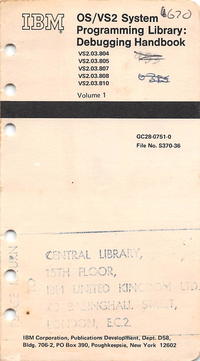 IBM
OS/VS2 System
Programming Library:
Debugging Handbook
VS2.03.804
VS2.03.805
VS2.03.807
VS2.03.808
VS2.03.810
Volume 1
GC28-0751-0
File No. S370-36
CENTRAL LIBRARY,
15TH FLOOR,
IBM UNITED KINGDOM LTD
STREET,
LONDON, E.C.2.
IBM Corporation, Publications Development, Dept. D58,
Bldg. 706-2, PO Box 390, Poughkeepsie, New York 12602